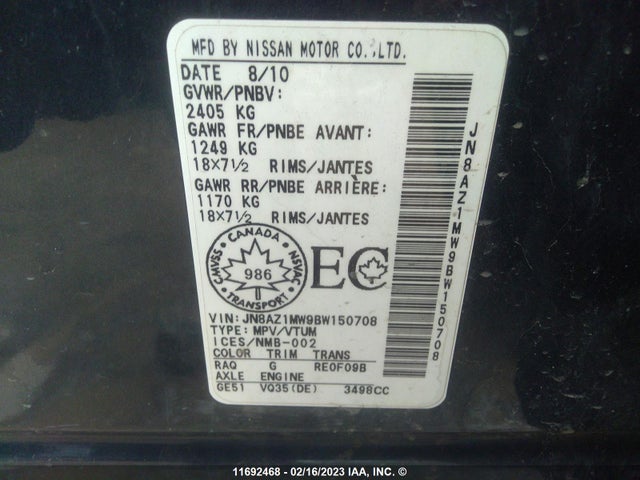 MFD BY NISSAN MOTOR CO.,LTD.
DATE 8/10
GVWR/PNBV:
2405 KG
GAWR FR/PNBE AVANT:
1249 KG
18X7½ RIMS/JANTES
GAWR RR/PNBE ARRIÈRE:
1170 KG
18X7½ RIMS/JANTES
CANADA
CMVSS 986 NSVAC
TRANSPORT
EC
VIN: JN8AZ1MW9BW150708
TYPE: MPV/VTUM
ICES/NMB-002
COLOR TRIM TRANS
RAQ G RE0F09B
AXLE ENGINE
GE51 VQ35(DE) 3498CC
JN8AZ1MW9BW150708
11692468 - 02/16/2023 IAA, INC. ©